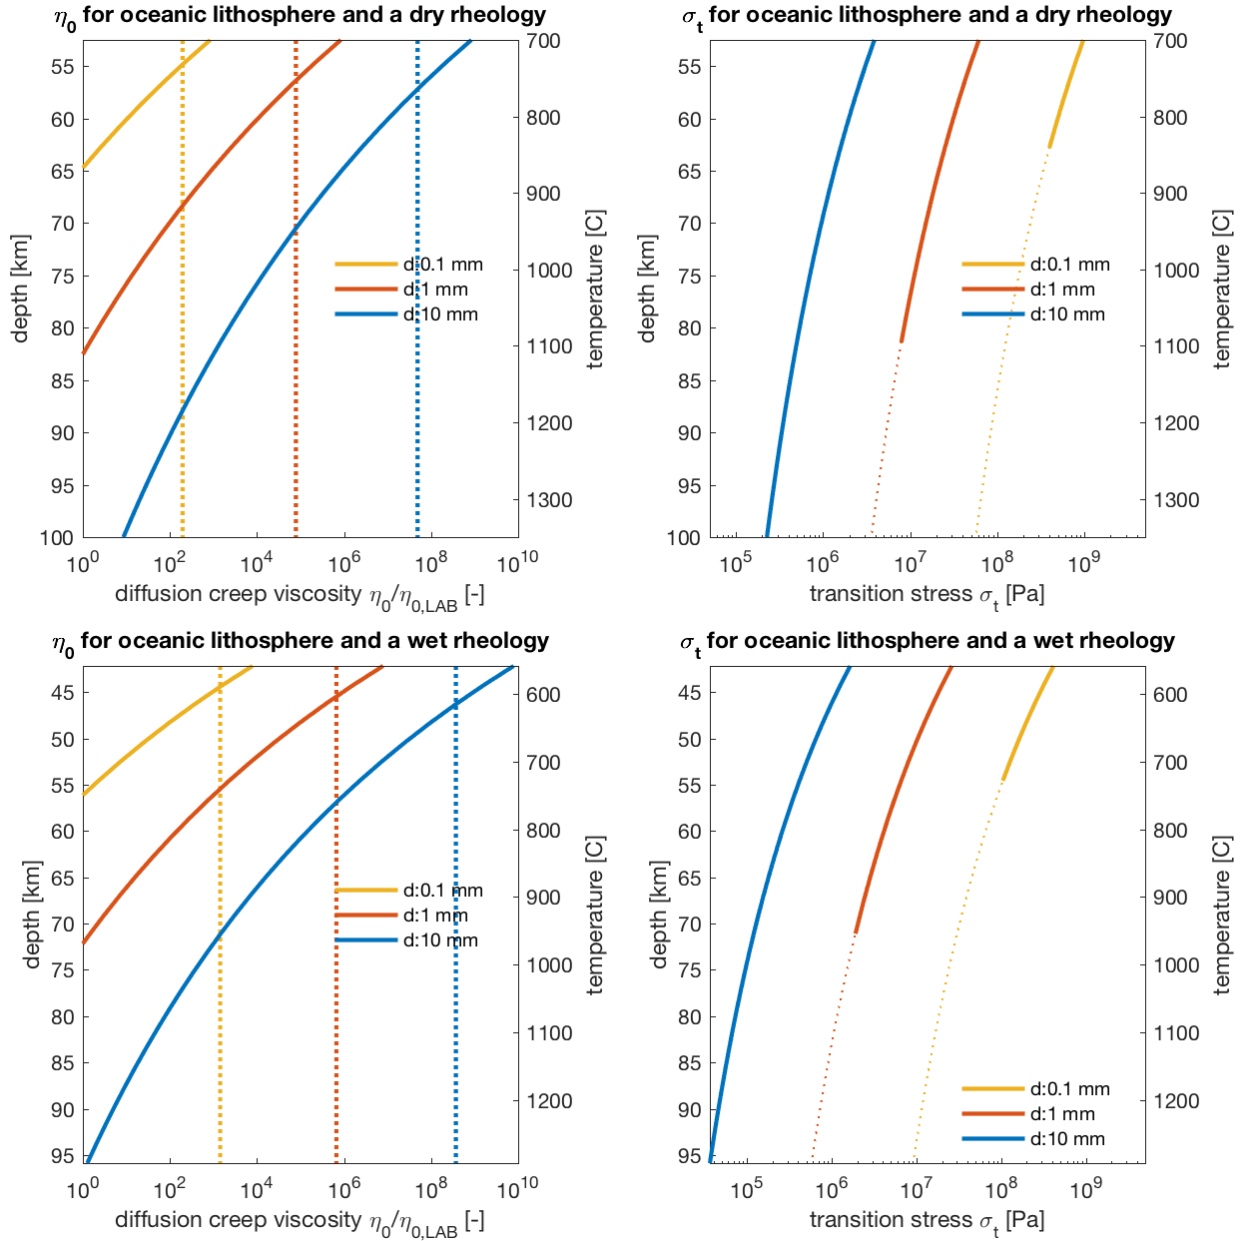 η0 for oceanic lithosphere and a dry rheology
55
60
65
70
75
80
85
90
95
100
depth [km]
700
800
900
1000
1100
1200
1300
temperature [C]
d:0.1 mm
d:1 mm
d:10 mm
10^0 10^2 10^4 10^6 10^8 10^10
diffusion creep viscosity η0/η0,LAB [-]
σt for oceanic lithosphere and a dry rheology
55
60
65
70
75
80
85
90
95
100
depth [km]
700
800
900
1000
1100
1200
1300
temperature [C]
d:0.1 mm
d:1 mm
d:10 mm
10^5 10^6 10^7 10^8 10^9
transition stress σt [Pa]
η0 for oceanic lithosphere and a wet rheology
45
50
55
60
65
70
75
80
85
90
95
depth [km]
600
700
800
900
1000
1100
1200
temperature [C]
d:0.1 mm
d:1 mm
d:10 mm
10^0 10^2 10^4 10^6 10^8 10^10
diffusion creep viscosity η0/η0,LAB [-]
σt for oceanic lithosphere and a wet rheology
45
50
55
60
65
70
75
80
85
90
95
depth [km]
600
700
800
900
1000
1100
1200
temperature [C]
d:0.1 mm
d:1 mm
d:10 mm
10^5 10^6 10^7 10^8 10^9
transition stress σt [Pa]